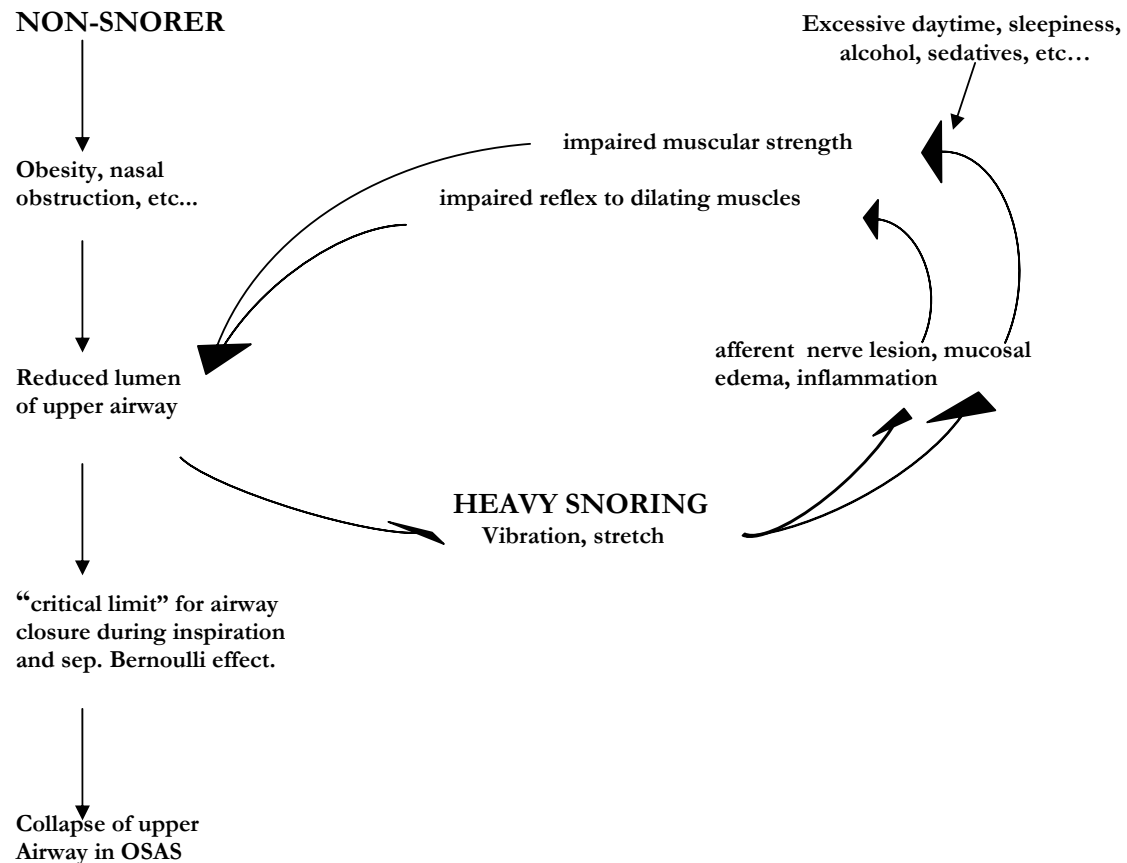 NON-SNORER
Excessive daytime, sleepiness,
alcohol, sedatives, etc…
impaired muscular strength
Obesity, nasal
obstruction, etc...
impaired reflex to dilating muscles
afferent nerve lesion, mucosal
edema, inflammation
Reduced lumen
of upper airway
HEAVY SNORING
Vibration, stretch
“critical limit” for airway
closure during inspiration
and sep. Bernoulli effect.
Collapse of upper
Airway in OSAS